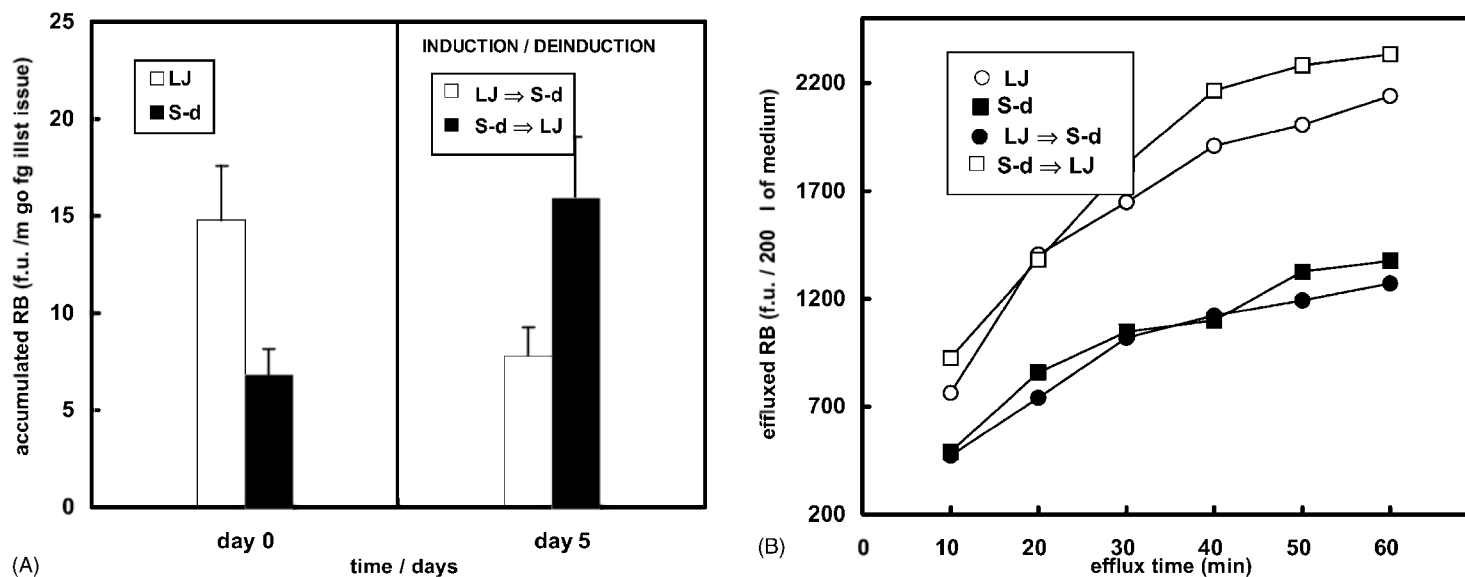 accumulated RB (f.u. /m go fg illst issue)
25
20
15
10
5
0
LJ
S-d
INDUCTION / DEINDUCTION
LJ ⇒ S-d
S-d ⇒ LJ
day 0
day 5
time / days
(A)
effluxed RB (f.u. / 200 l of medium)
2200
1700
1200
700
200
LJ
S-d
LJ ⇒ S-d
S-d ⇒ LJ
0 10 20 30 40 50 60
efflux time (min)
(B)